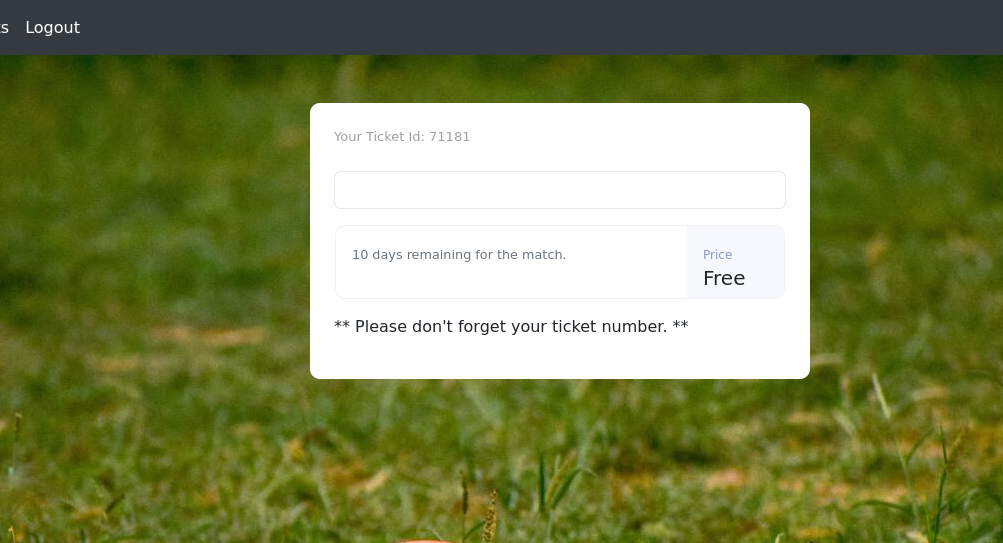 Logout
Your Ticket Id: 71181
10 days remaining for the match.
Price
Free
** Please don't forget your ticket number. **